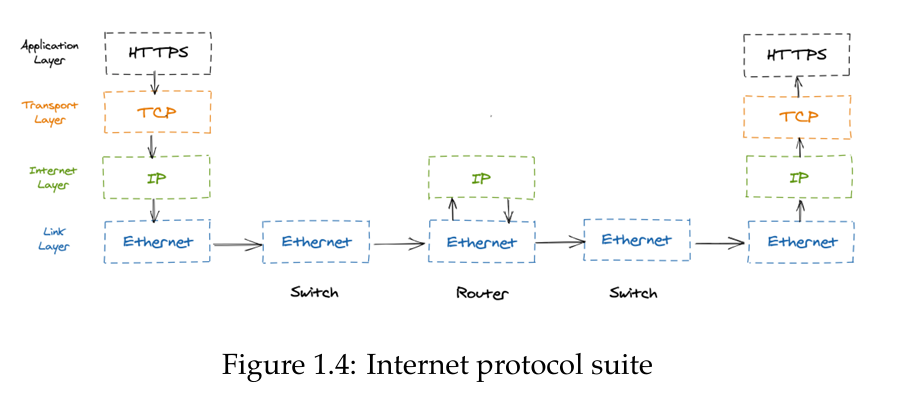 Application
Layer
HTTPS
HTTPS
Transport
Layer
TCP
TCP
Internet
Layer
IP
IP
IP
Link
Layer
Ethernet
Ethernet
Ethernet
Ethernet
Ethernet
Switch
Router
Switch
Figure 1.4: Internet protocol suite